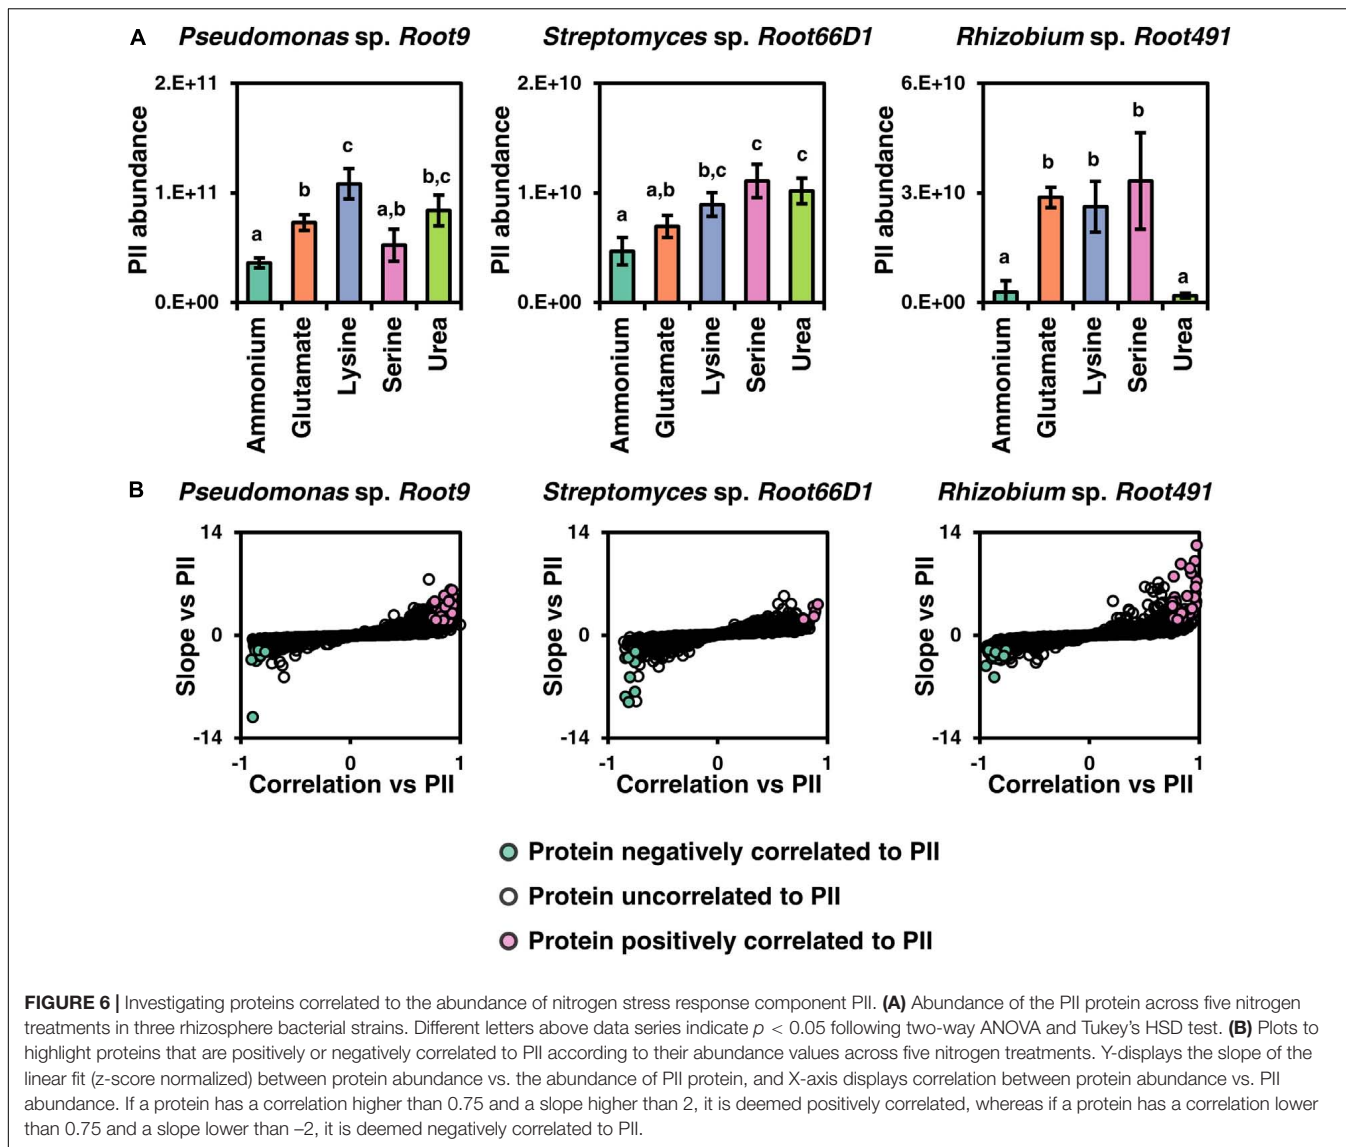 A
Pseudomonas sp. Root9
Streptomyces sp. Root66D1
Rhizobium sp. Root491
PII abundance
2.E+11
1.E+11
0.E+00
a
b
c
a,b
b,c
Ammonium
Glutamate
Lysine
Serine
Urea
PII abundance
2.E+10
1.E+10
0.E+00
a
a,b
b,c
c
c
Ammonium
Glutamate
Lysine
Serine
Urea
PII abundance
6.E+10
3.E+10
0.E+00
a
b
b
b
a
Ammonium
Glutamate
Lysine
Serine
Urea
B
Pseudomonas sp. Root9
Streptomyces sp. Root66D1
Rhizobium sp. Root491
Slope vs PII
14
0
-14
-1
0
1
Correlation vs PII
Slope vs PII
14
0
-14
-1
0
1
Correlation vs PII
Slope vs PII
14
0
-14
-1
0
1
Correlation vs PII
Protein negatively correlated to PII
Protein uncorrelated to PII
Protein positively correlated to PII
FIGURE 6 | Investigating proteins correlated to the abundance of nitrogen stress response component PII. (A) Abundance of the PII protein across five nitrogen
treatments in three rhizosphere bacterial strains. Different letters above data series indicate p < 0.05 following two-way ANOVA and Tukey's HSD test. (B) Plots to
highlight proteins that are positively or negatively correlated to PII according to their abundance values across five nitrogen treatments. Y-displays the slope of the
linear fit (z-score normalized) between protein abundance vs. the abundance of PII protein, and X-axis displays correlation between protein abundance vs. PII
abundance. If a protein has a correlation higher than 0.75 and a slope higher than 2, it is deemed positively correlated, whereas if a protein has a correlation lower
than 0.75 and a slope lower than –2, it is deemed negatively correlated to PII.